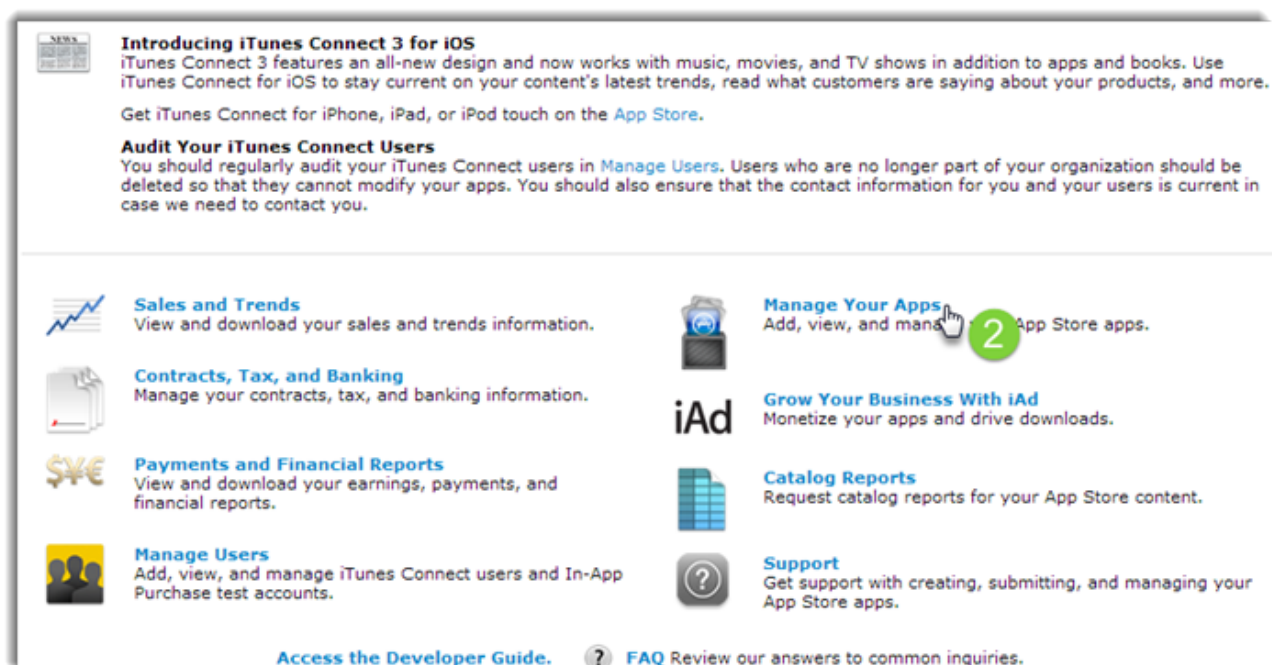 NEWS
Introducing iTunes Connect 3 for iOS
iTunes Connect 3 features an all-new design and now works with music, movies, and TV shows in addition to apps and books. Use
iTunes Connect for iOS to stay current on your content's latest trends, read what customers are saying about your products, and more.
Get iTunes Connect for iPhone, iPad, or iPod touch on the App Store.
Audit Your iTunes Connect Users
You should regularly audit your iTunes Connect users in Manage Users. Users who are no longer part of your organization should be
deleted so that they cannot modify your apps. You should also ensure that the contact information for you and your users is current in
case we need to contact you.
Sales and Trends
View and download your sales and trends information.
Contracts, Tax, and Banking
Manage your contracts, tax, and banking information.
$¥€
Payments and Financial Reports
View and download your earnings, payments, and
financial reports.
Manage Users
Add, view, and manage iTunes Connect users and In-App
Purchase test accounts.
Manage Your Apps
Add, view, and mana App Store apps.
2
iAd
Grow Your Business With iAd
Monetize your apps and drive downloads.
Catalog Reports
Request catalog reports for your App Store content.
?
Support
Get support with creating, submitting, and managing your
App Store apps.
Access the Developer Guide. ? FAQ Review our answers to common inquiries.